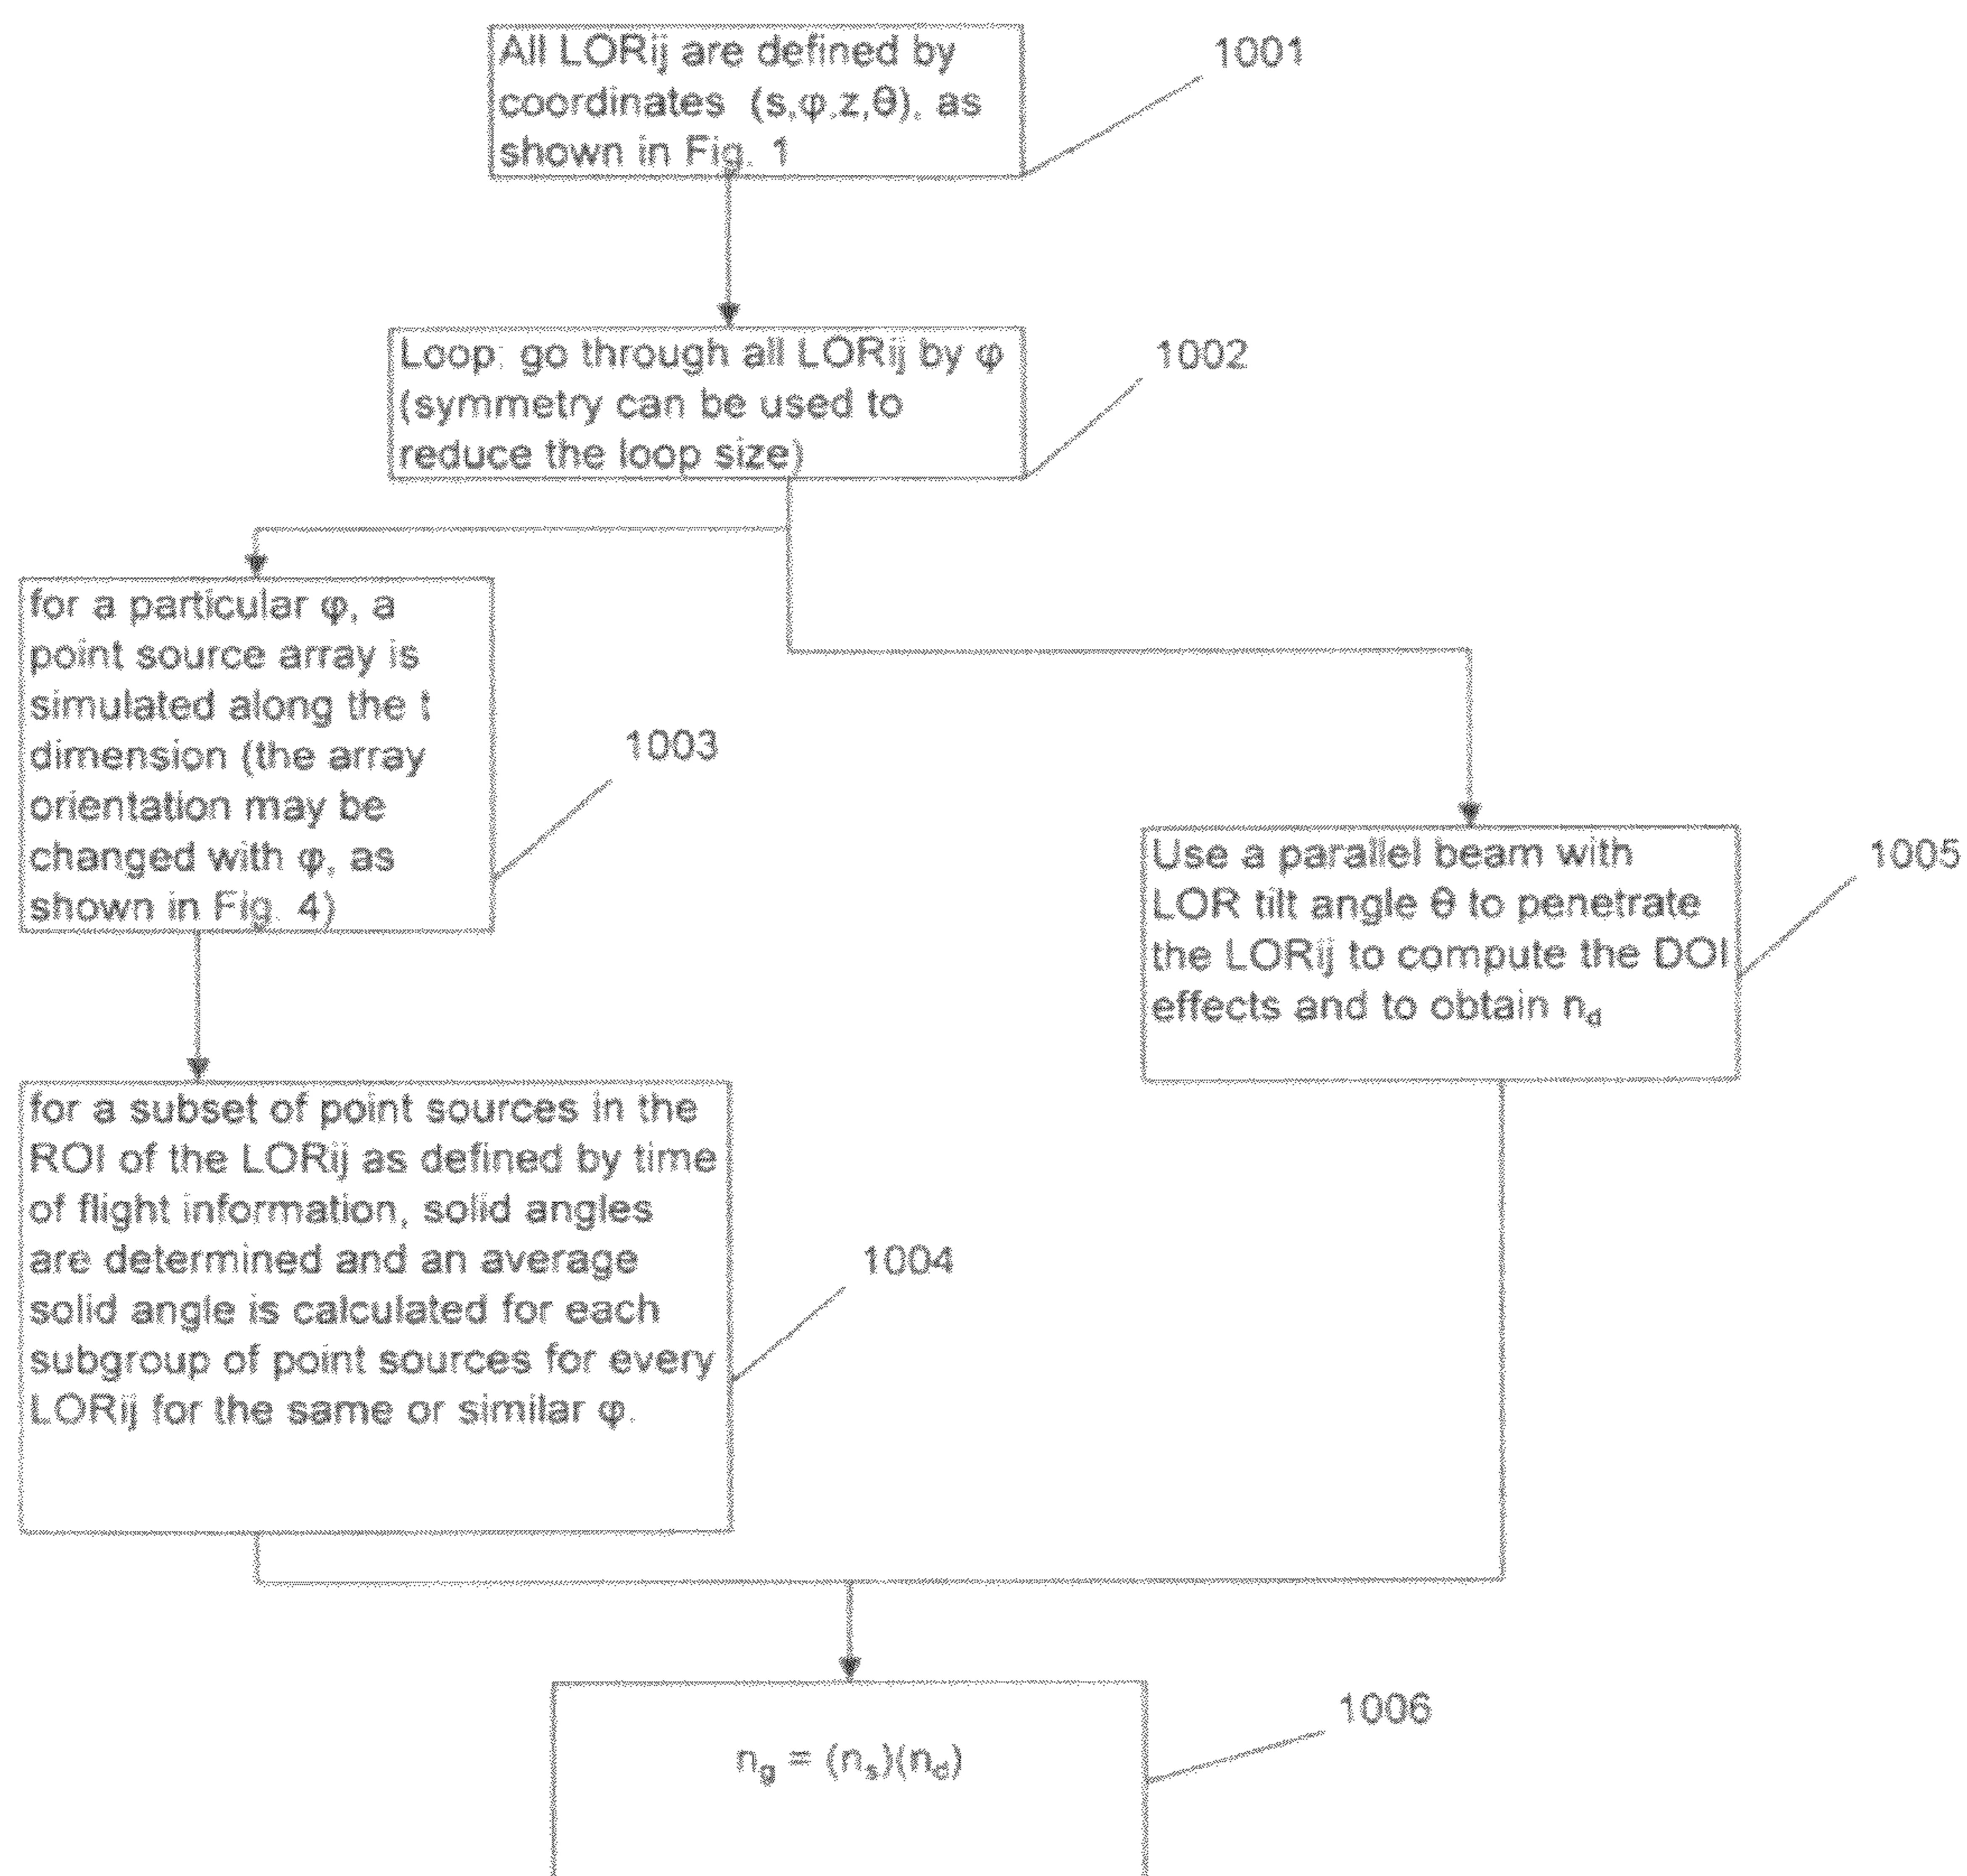 All LORij are defined by
coordinates (s,φ,z,θ), as
shown in Fig. 1
1001
Loop: go through all LORij by φ
(symmetry can be used to
reduce the loop size)
1002
for a particular φ, a
point source array is
simulated along the t
dimension (the array
orientation may be
changed with φ, as
shown in Fig. 4)
1003
Use a parallel beam with
LOR tilt angle θ to penetrate
the LORij to compute the DOI
effects and to obtain n_d
1005
for a subset of point sources in the
ROI of the LORij as defined by time
of flight information, solid angles
are determined and an average
solid angle is calculated for each
subgroup of point sources for every
LORij for the same or similar φ.
1004
n_g = (n_s)(n_d)
1006